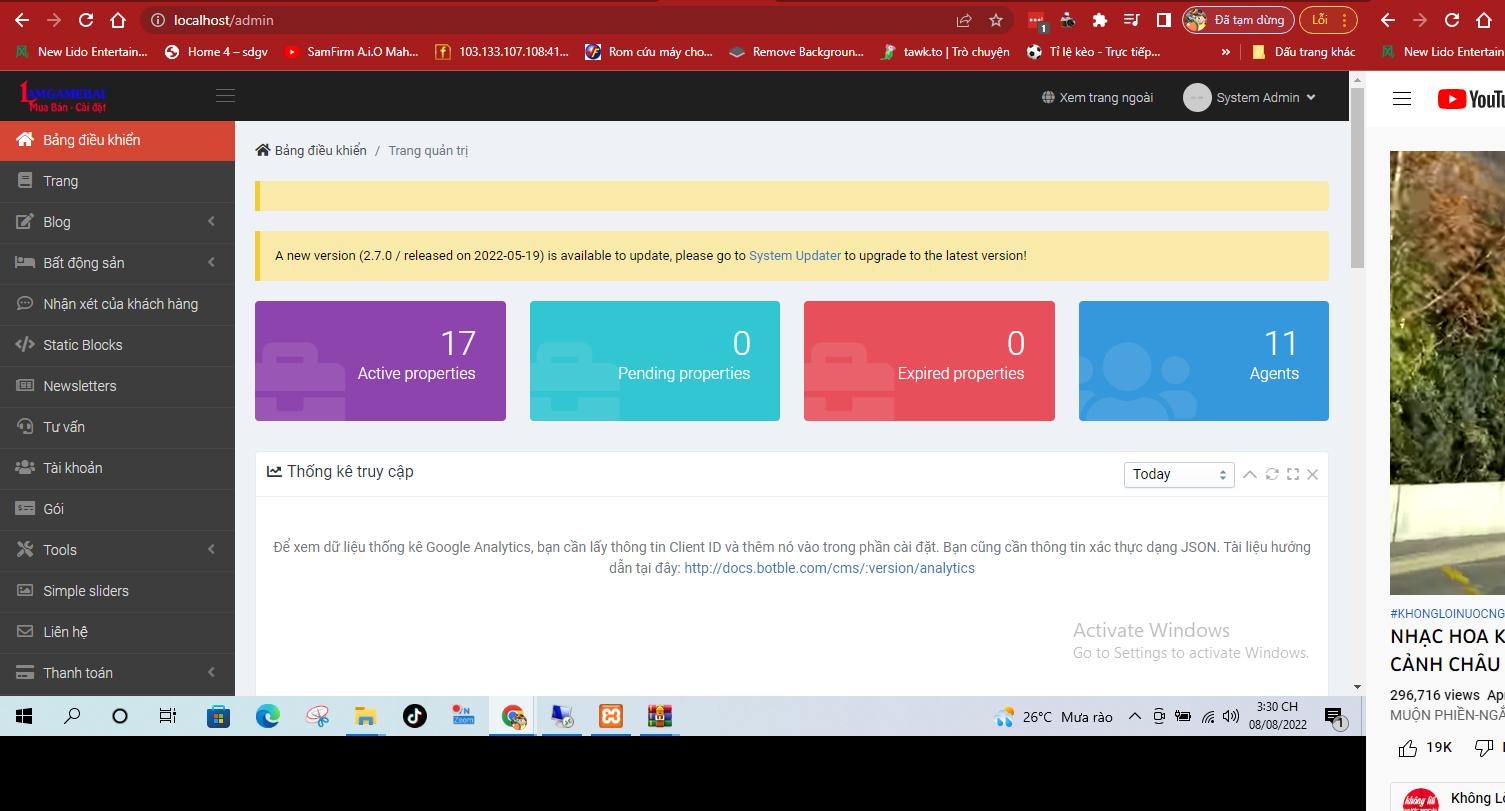 localhost/admin
1
Đã tạm dừng
Lỗi
New Lido Entertain...
Home 4 – sdgv
SamFirm A.i.O Mah...
103.133.107.108:41...
Rom cứu máy cho...
Remove Backgroun...
tawk.to | Trò chuyện
Tỉ lệ kèo - Trực tiếp...
»
Dấu trang khác
New Lido Entertain
LAMGAMEBAI
Mua Bán - Cài đặt
Xem trang ngoài
System Admin
YouTu
Bảng điều khiển
Trang
Blog
Bất động sản
Nhận xét của khách hàng
Static Blocks
Newsletters
Tư vấn
Tài khoản
Gói
Tools
Simple sliders
Liên hệ
Thanh toán
Bảng điều khiển / Trang quản trị
A new version (2.7.0 / released on 2022-05-19) is available to update, please go to System Updater to upgrade to the latest version!
17
Active properties
0
Pending properties
0
Expired properties
11
Agents
Thống kê truy cập
Today
Để xem dữ liệu thống kê Google Analytics, bạn cần lấy thông tin Client ID và thêm nó vào trong phần cài đặt. Bạn cũng cần thông tin xác thực dạng JSON. Tài liệu hướng
dẫn tại đây: http://docs.botble.com/cms/:version/analytics
Activate Windows
Go to Settings to activate Windows.
#KHONGLOINUOCNG
NHẠC HOA K
CẢNH CHÂU
296,716 views Apr
MUỘN PHIỀN-NGẮ
19K
không lời
Không Lờ
ON
Zoom
26°C Mưa rào
3:30 CH
08/08/2022
1